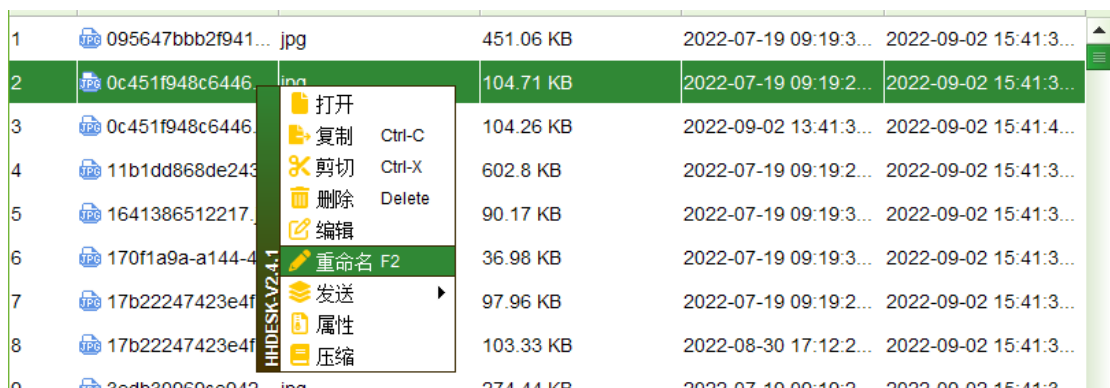 1 095647bbb2f941... jpg 451.06 KB 2022-07-19 09:19:3... 2022-09-02 15:41:3...
2 0c451f948c6446. jpg 104.71 KB 2022-07-19 09:19:2... 2022-09-02 15:41:3...
打开
3 0c451f948c6446. 104.26 KB 2022-09-02 13:41:3... 2022-09-02 15:41:4...
复制 Ctrl-C
剪切 Ctrl-X
4 11b1dd868de243 602.8 KB 2022-07-19 09:19:2... 2022-09-02 15:41:3...
删除 Delete
5 1641386512217. 90.17 KB 2022-07-19 09:19:3... 2022-09-02 15:41:3...
编辑
6 170f1a9a-a144-4 36.98 KB 2022-07-19 09:19:3... 2022-09-02 15:41:3...
重命名 F2
发送
7 17b22247423e4f 97.96 KB 2022-07-19 09:19:2... 2022-09-02 15:41:3...
属性
8 17b22247423e4f 103.33 KB 2022-08-30 17:12:2... 2022-09-02 15:41:3...
压缩
HHDESK-V2.4.1